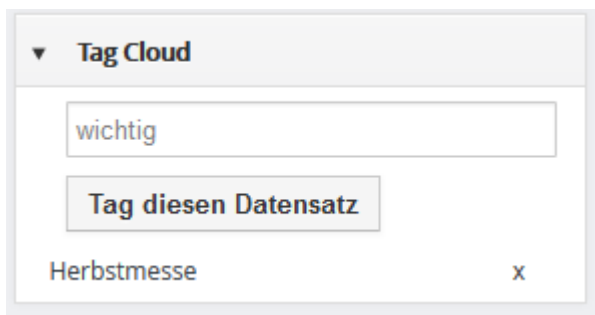 Tag Cloud
wichtig
Tag diesen Datensatz
Herbstmesse x